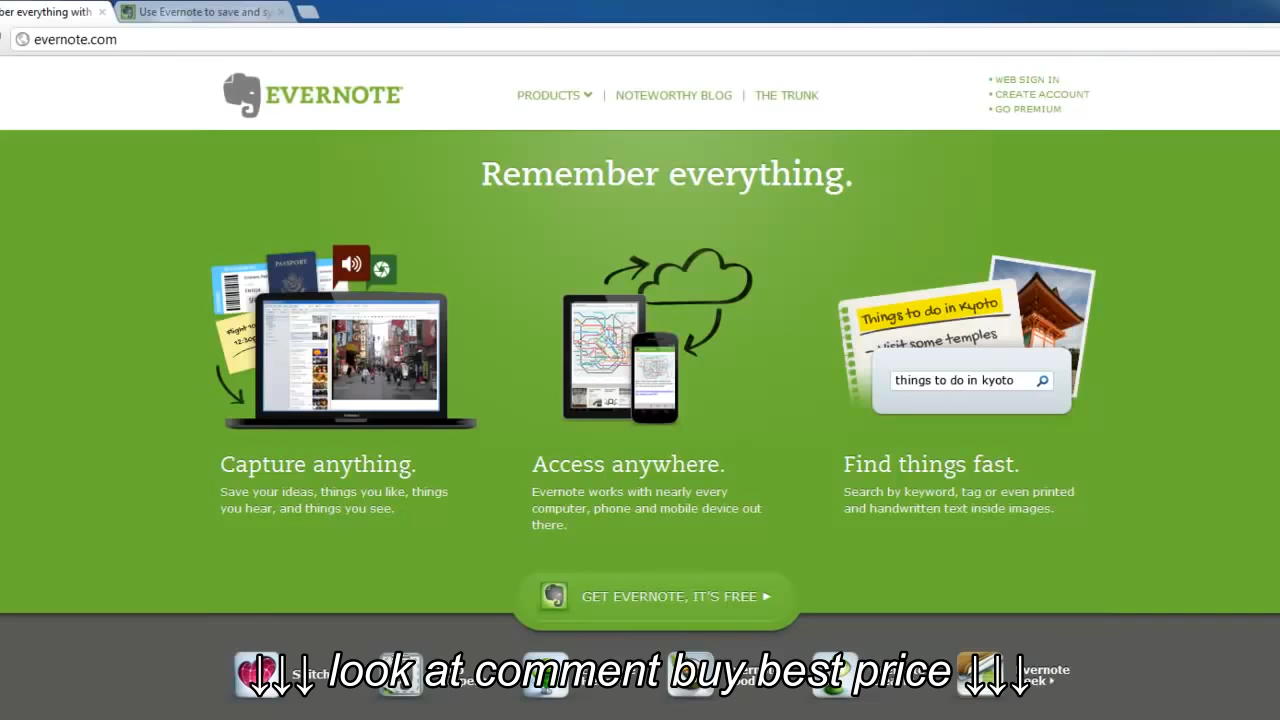 ber everything with
Use Evernote to save and sy
evernote.com
EVERNOTE
PRODUCTS
NOTEWORTHY BLOG
THE TRUNK
• WEB SIGN IN
• CREATE ACCOUNT
• GO PREMIUM
Remember everything.
PASSPORT
Things to do in Kyoto
visit some temples
things to do in kyoto
Capture anything.
Save your ideas, things you like, things
you hear, and things you see.
Access anywhere.
Evernote works with nearly every
computer, phone and mobile device out
there.
Find things fast.
Search by keyword, tag or even printed
and handwritten text inside images.
GET EVERNOTE, IT'S FREE
↓↓↓ look at comment buy best price ↓↓↓